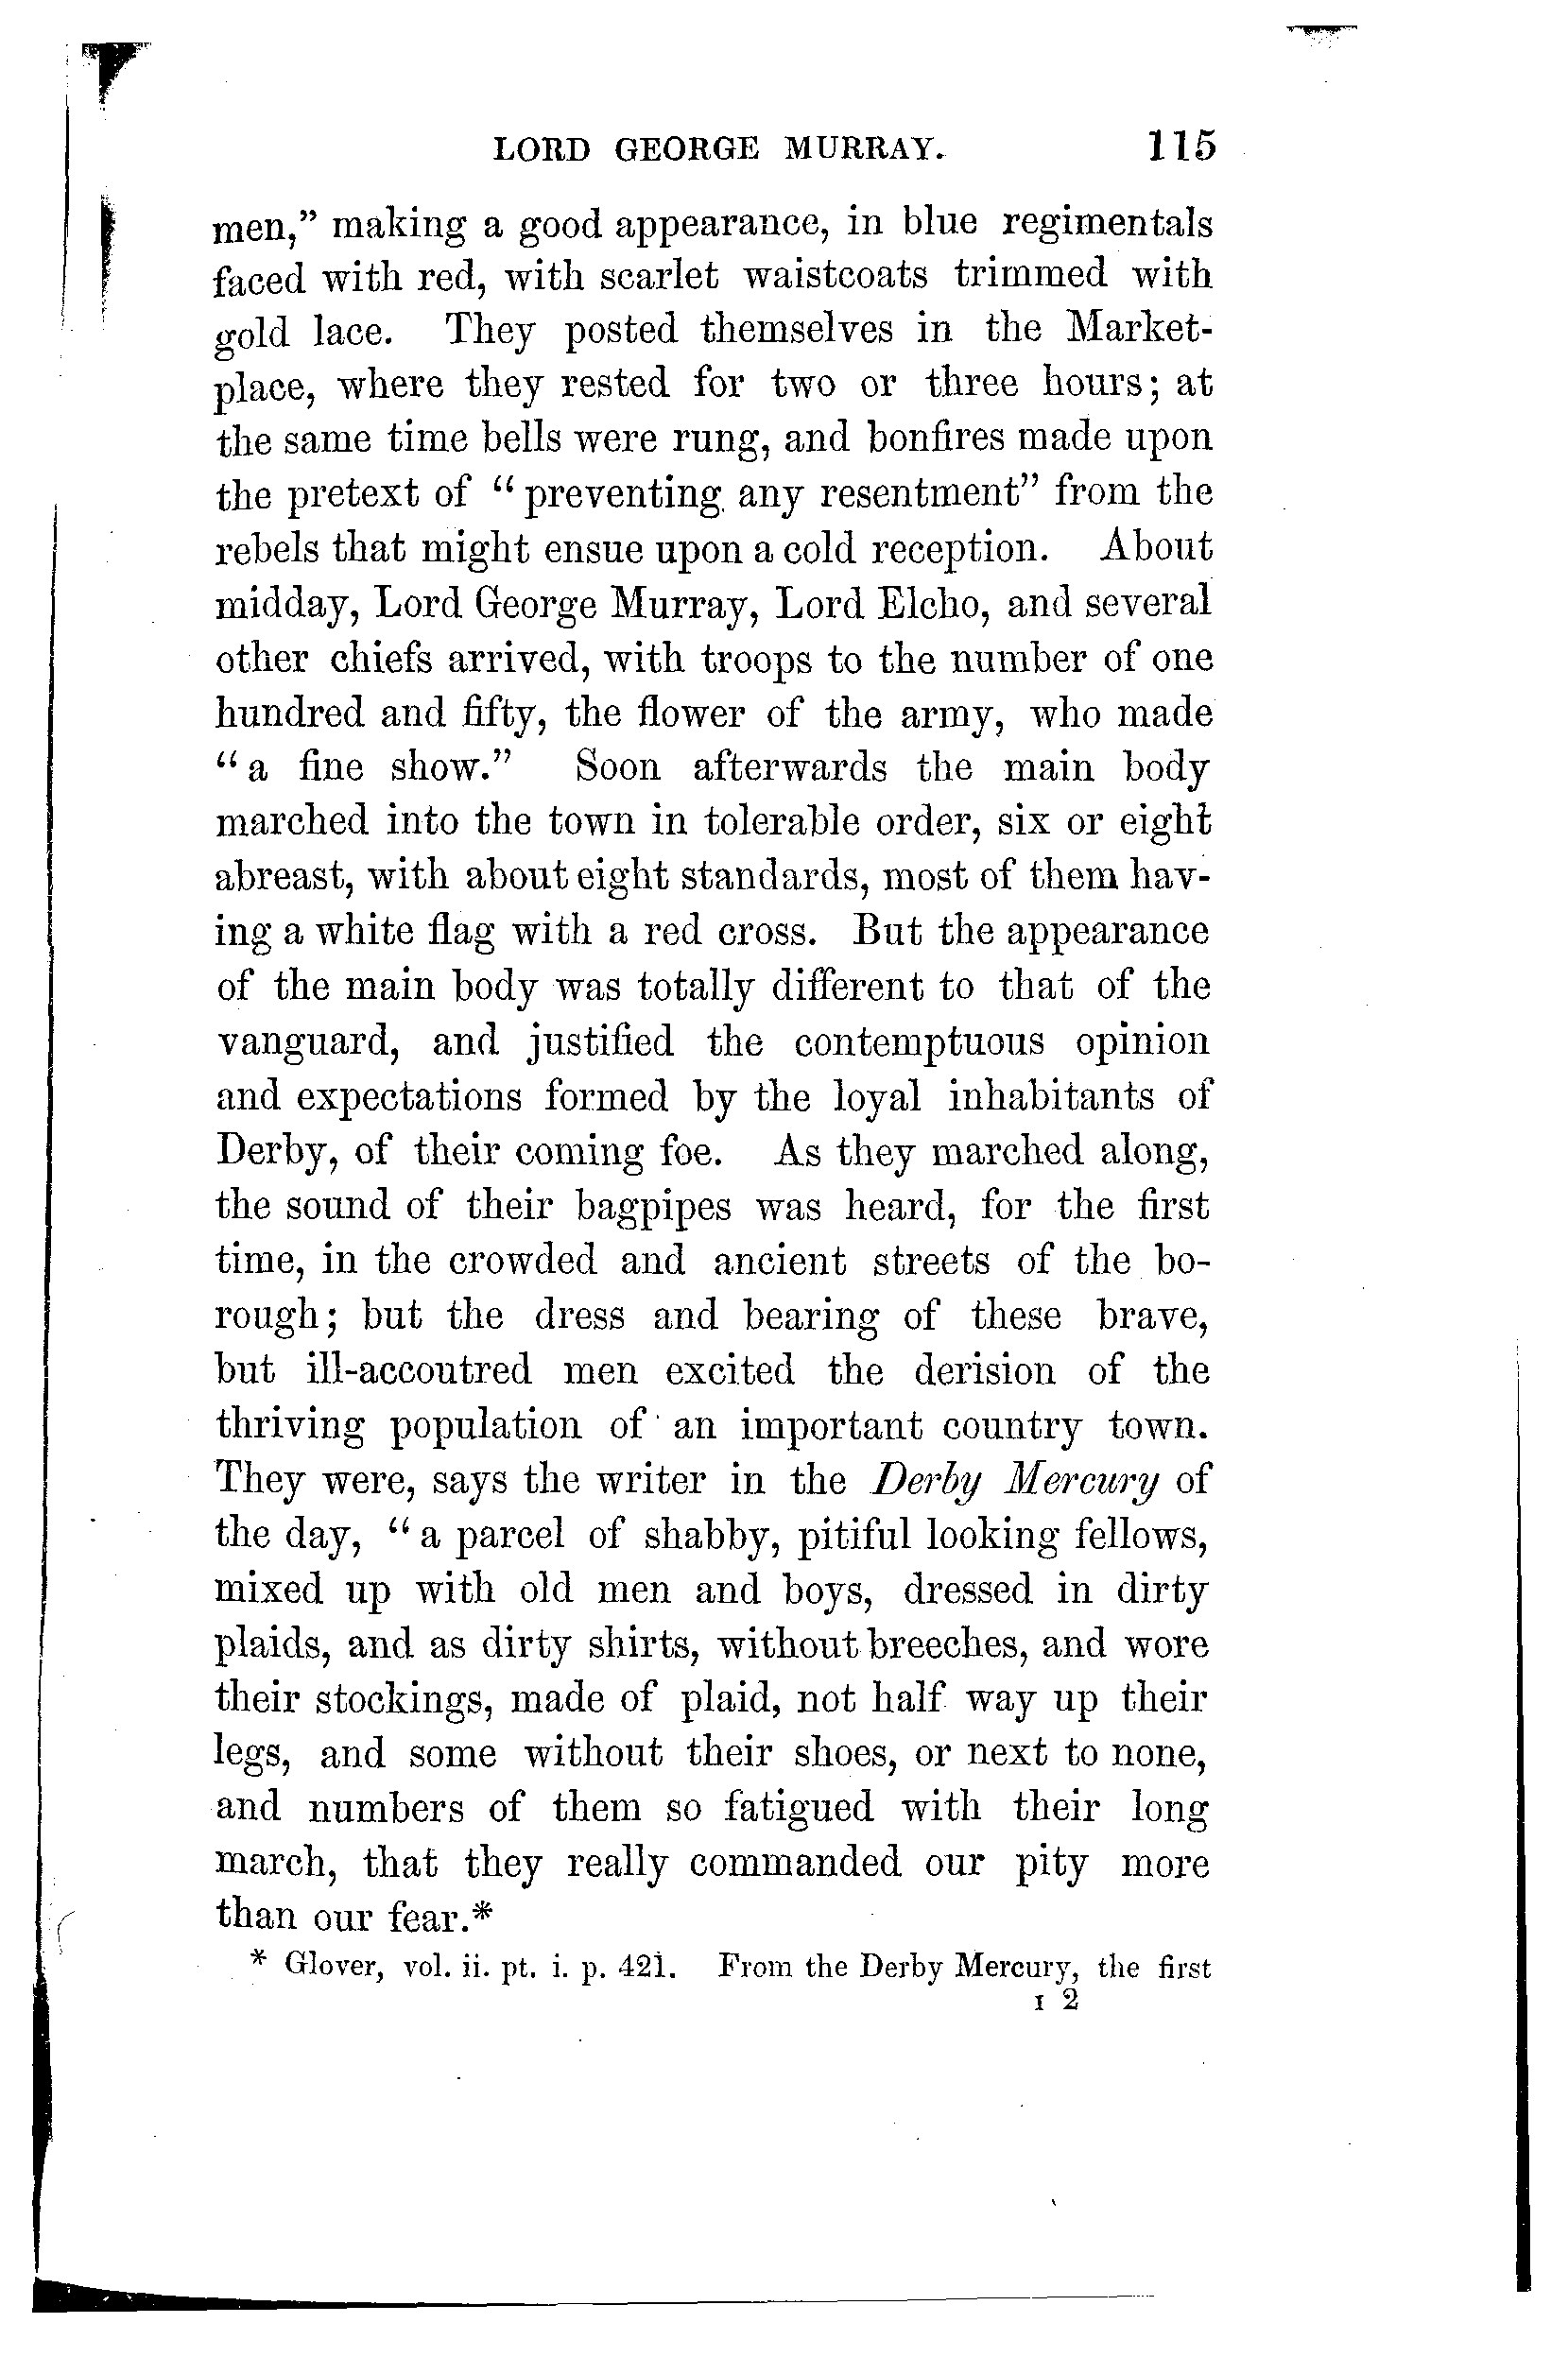 LORD GEORGE MURRAY. 115
men,” making a good appearance, in blue regimentals
faced with red, with scarlet waistcoats trimmed with
gold lace. They posted themselves in the Market-
place, where they rested for two or three hours; at
the same time bells were rung, and bonfires made upon
the pretext of “preventing any resentment” from the
rebels that might ensue upon a cold reception. About
midday, Lord George Murray, Lord Elcho, and several
other chiefs arrived, with troops to the number of one
hundred and fifty, the flower of the army, who made
“a fine show.” Soon afterwards the main body
marched into the town in tolerable order, six or eight
abreast, with about eight standards, most of them hav-
ing a white flag with a red cross. But the appearance
of the main body was totally different to that of the
vanguard, and justified the contemptuous opinion
and expectations formed by the loyal inhabitants of
Derby, of their coming foe. As they marched along,
the sound of their bagpipes was heard, for the first
time, in the crowded and ancient streets of the bo-
rough; but the dress and bearing of these brave,
but ill-accoutred men excited the derision of the
thriving population of an important country town.
They were, says the writer in the Derby Mercury of
the day, “a parcel of shabby, pitiful looking fellows,
mixed up with old men and boys, dressed in dirty
plaids, and as dirty shirts, without breeches, and wore
their stockings, made of plaid, not half way up their
legs, and some without their shoes, or next to none,
and numbers of them so fatigued with their long
march, that they really commanded our pity more
than our fear.*
* Glover, vol. ii. pt. i. p. 421. From the Derby Mercury, the first
I 2